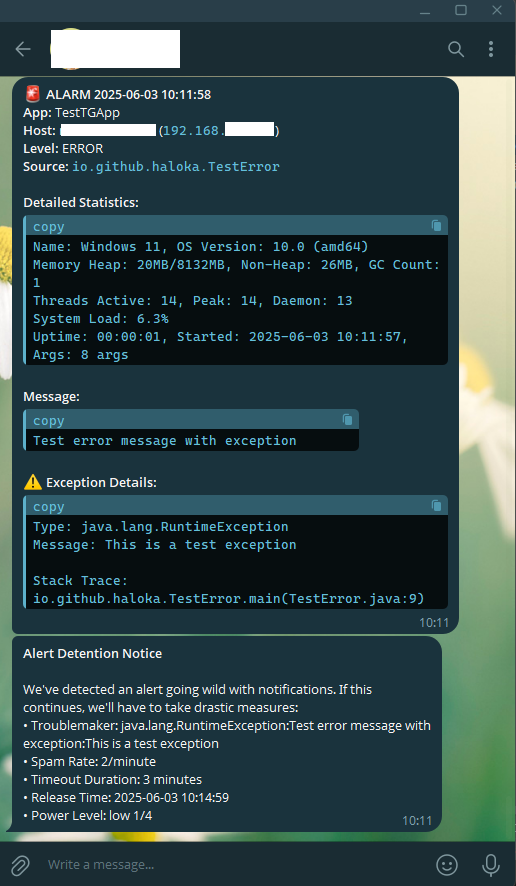 🚨 ALARM 2025-06-03 10:11:58
App: TestTGApp
Host: (192.168. )
Level: ERROR
Source: io.github.haloka.TestError
Detailed Statistics:
copy
Name: Windows 11, OS Version: 10.0 (amd64)
Memory Heap: 20MB/8132MB, Non-Heap: 26MB, GC Count:
1
Threads Active: 14, Peak: 14, Daemon: 13
System Load: 6.3%
Uptime: 00:00:01, Started: 2025-06-03 10:11:57,
Args: 8 args
Message:
copy
Test error message with exception
⚠️ Exception Details:
copy
Type: java.lang.RuntimeException
Message: This is a test exception
Stack Trace:
io.github.haloka.TestError.main(TestError.java:9)
10:11
Alert Detention Notice
We've detected an alert going wild with notifications. If this
continues, we'll have to take drastic measures:
• Troublemaker: java.lang.RuntimeException:Test error message with
exception:This is a test exception
• Spam Rate: 2/minute
• Timeout Duration: 3 minutes
• Release Time: 2025-06-03 10:14:59
• Power Level: low 1/4
10:11
Write a message...